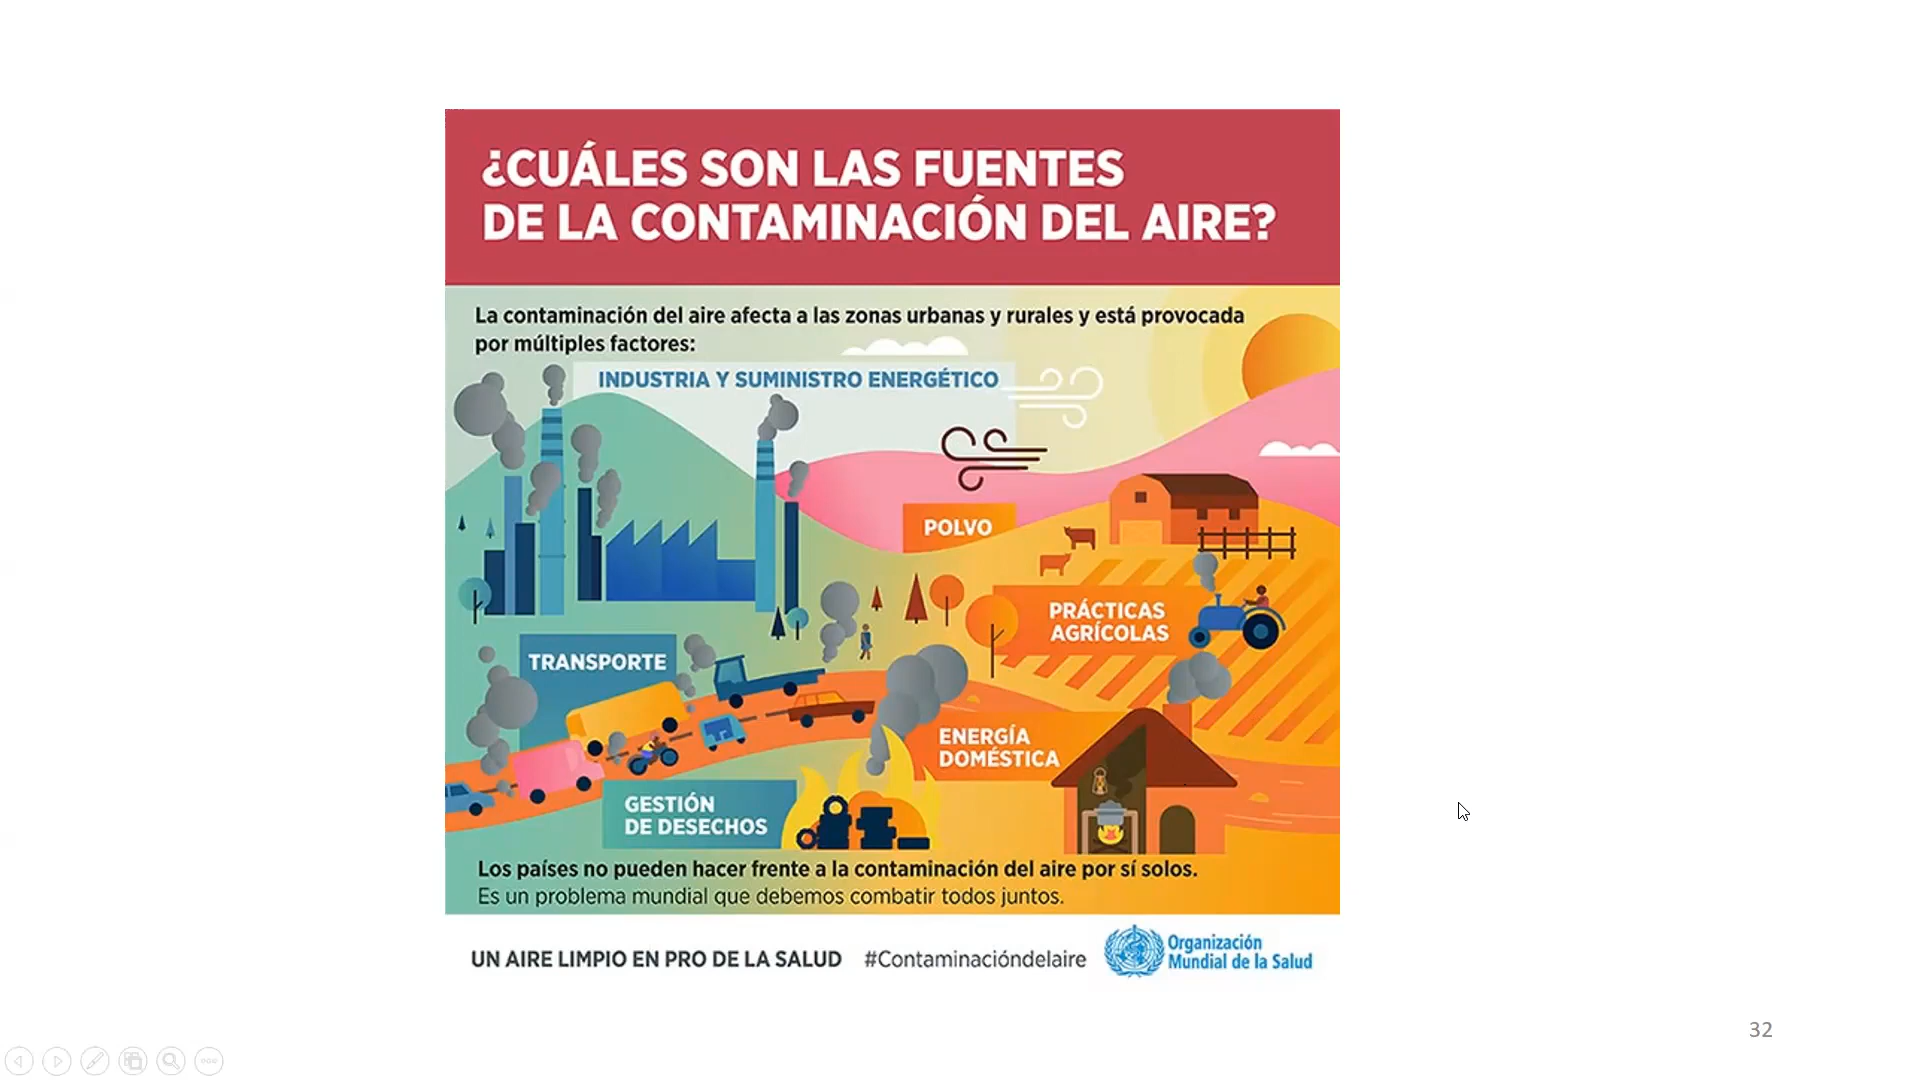 ¿CUÁLES SON LAS FUENTES
DE LA CONTAMINACIÓN DEL AIRE?
La contaminación del aire afecta a las zonas urbanas y rurales y está provocada
por múltiples factores:
INDUSTRIA Y SUMINISTRO ENERGÉTICO
POLVO
PRÁCTICAS
AGRÍCOLAS
TRANSPORTE
ENERGÍA
DOMÉSTICA
GESTIÓN
DE DESECHOS
Los países no pueden hacer frente a la contaminación del aire por sí solos.
Es un problema mundial que debemos combatir todos juntos.
UN AIRE LIMPIO EN PRO DE LA SALUD #Contaminacióndelaire
Organización
Mundial de la Salud
32